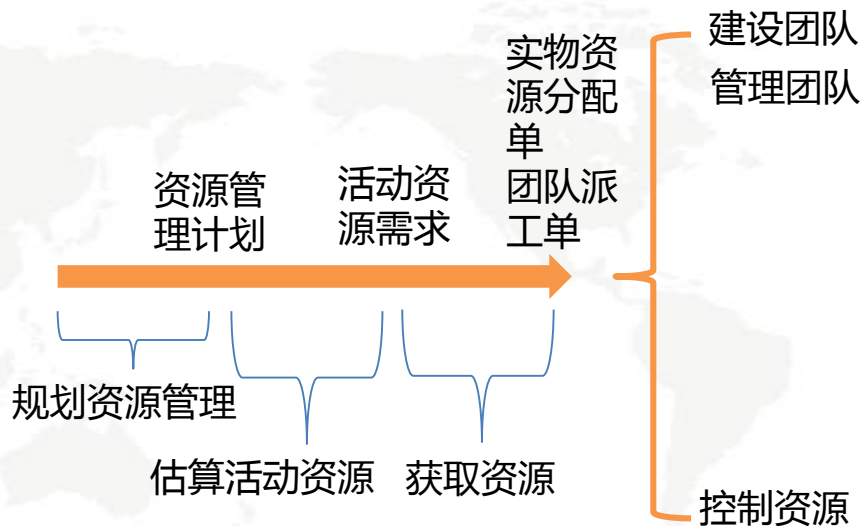 建设团队
管理团队
实物资
源分配
单
团队派
工单
资源管
理计划
活动资
源需求
规划资源管理
估算活动资源
获取资源
控制资源